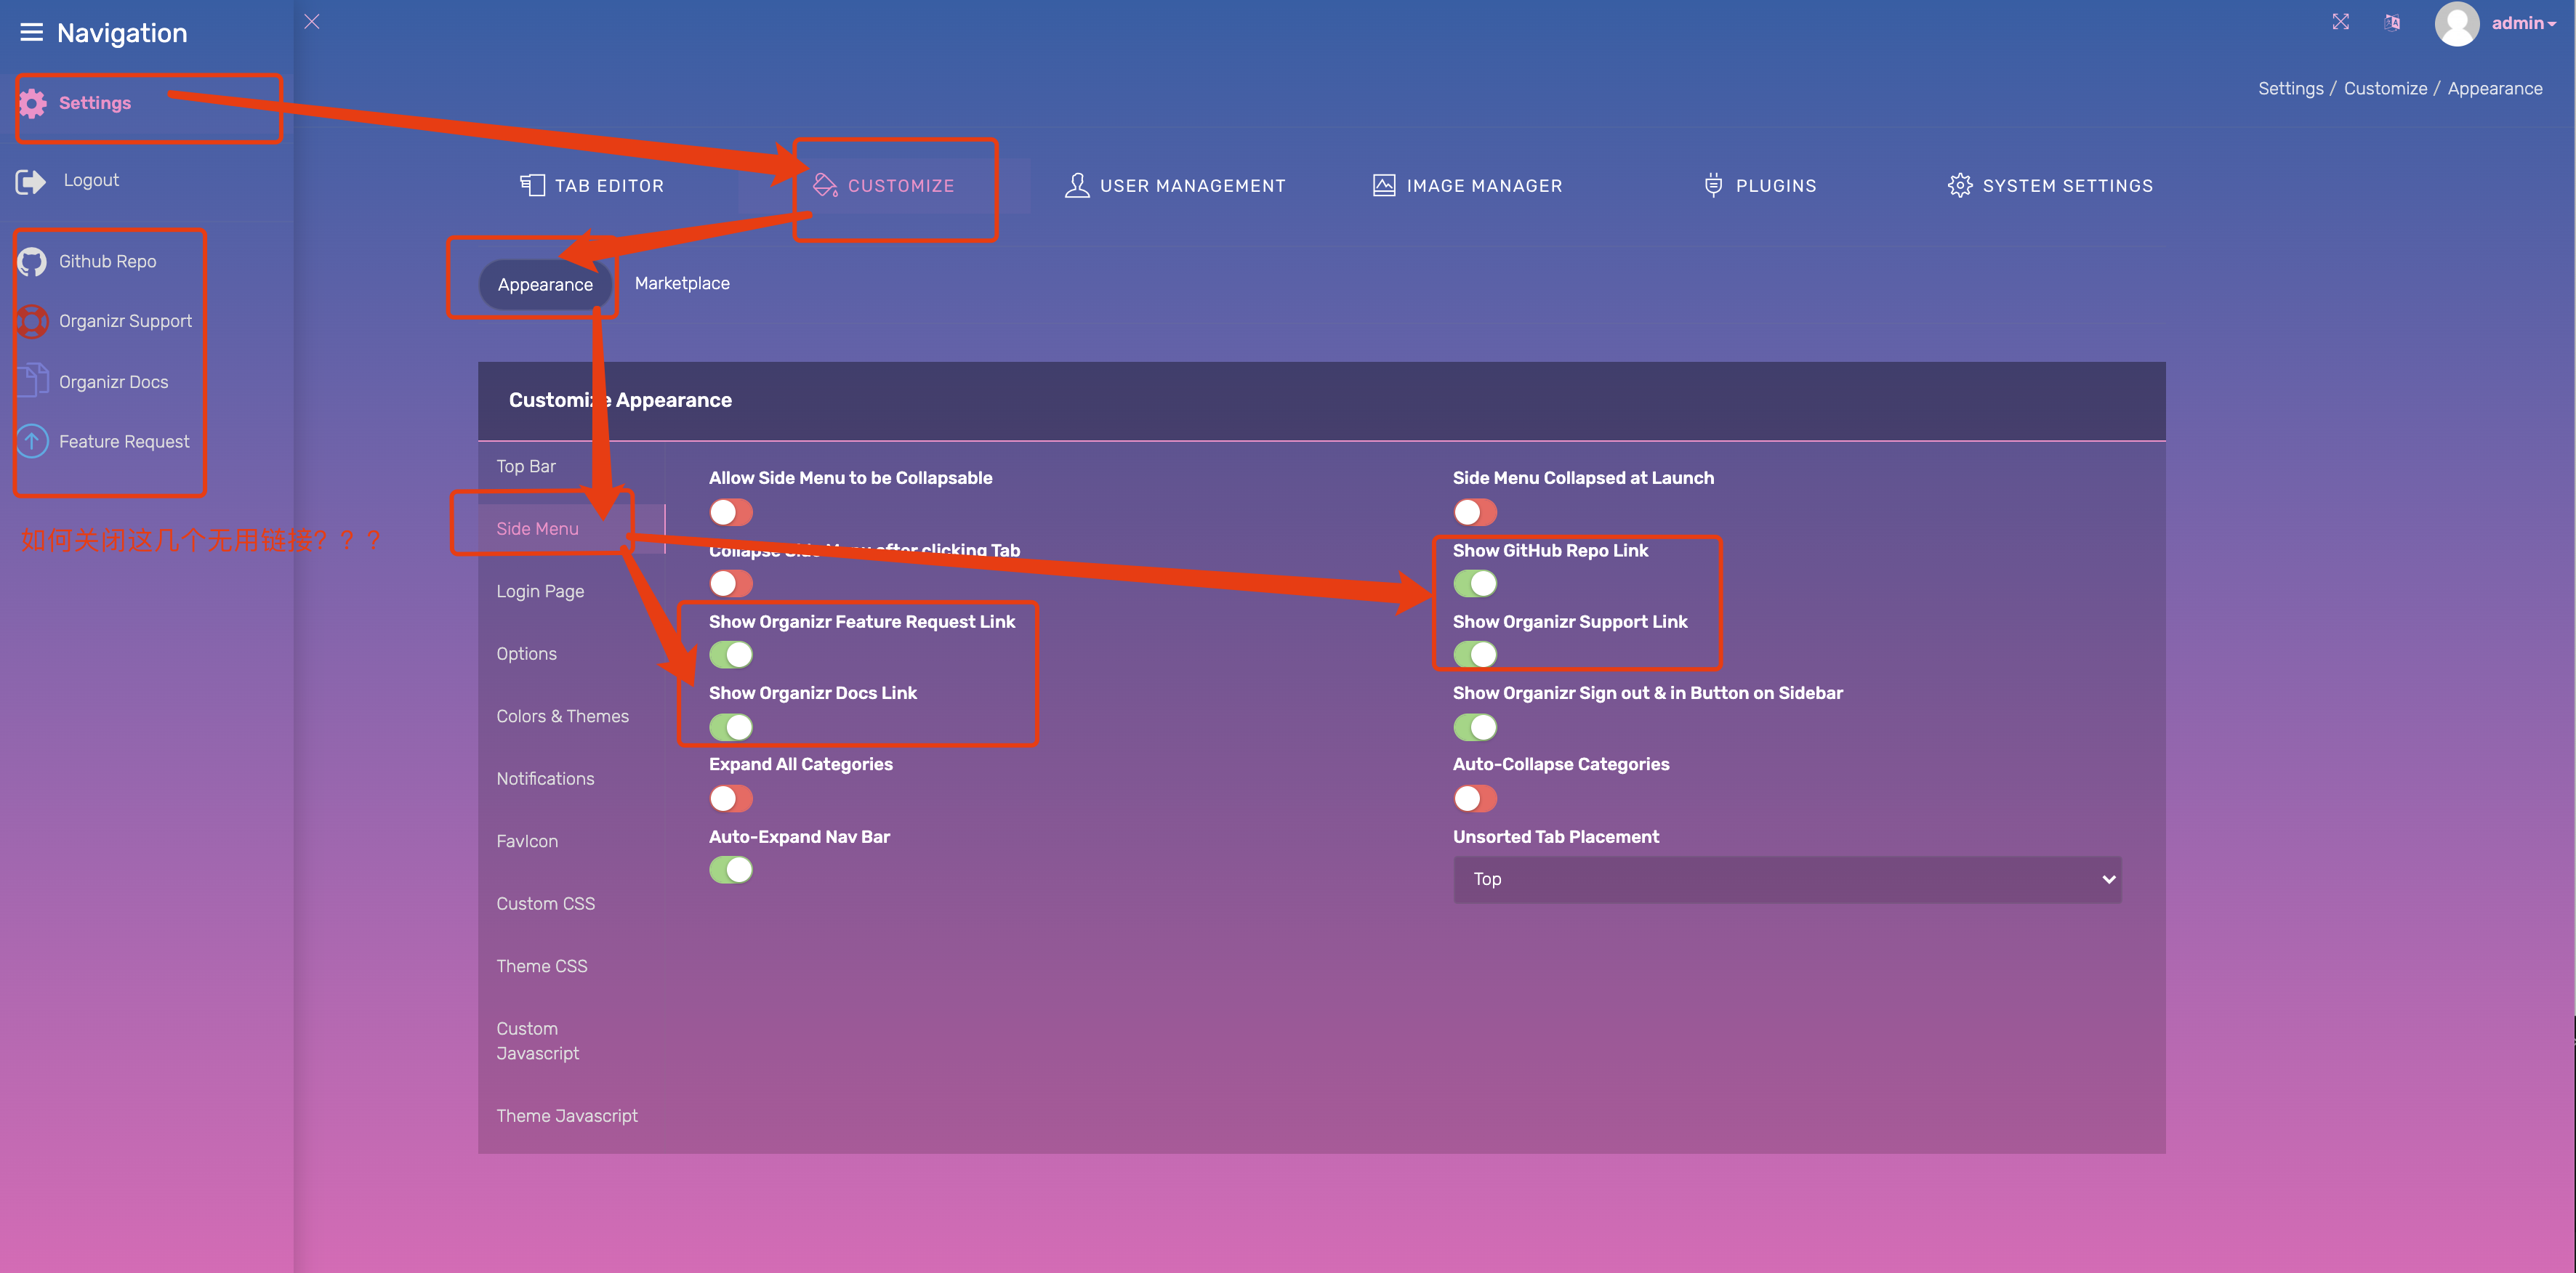 Navigation
admin
Settings
Settings / Customize / Appearance
Logout
TAB EDITOR
CUSTOMIZE
USER MANAGEMENT
IMAGE MANAGER
PLUGINS
SYSTEM SETTINGS
Github Repo
Organizr Support
Organizr Docs
Feature Request
如何关闭这几个无用链接？？？
Appearance
Marketplace
Customize Appearance
Top Bar
Side Menu
Login Page
Options
Colors & Themes
Notifications
FavIcon
Custom CSS
Theme CSS
Custom
Javascript
Theme Javascript
Allow Side Menu to be Collapsable
Side Menu Collapsed at Launch
Collapse Side Menu after clicking Tab
Show GitHub Repo Link
Show Organizr Feature Request Link
Show Organizr Support Link
Show Organizr Docs Link
Show Organizr Sign out & in Button on Sidebar
Expand All Categories
Auto-Collapse Categories
Auto-Expand Nav Bar
Unsorted Tab Placement
Top